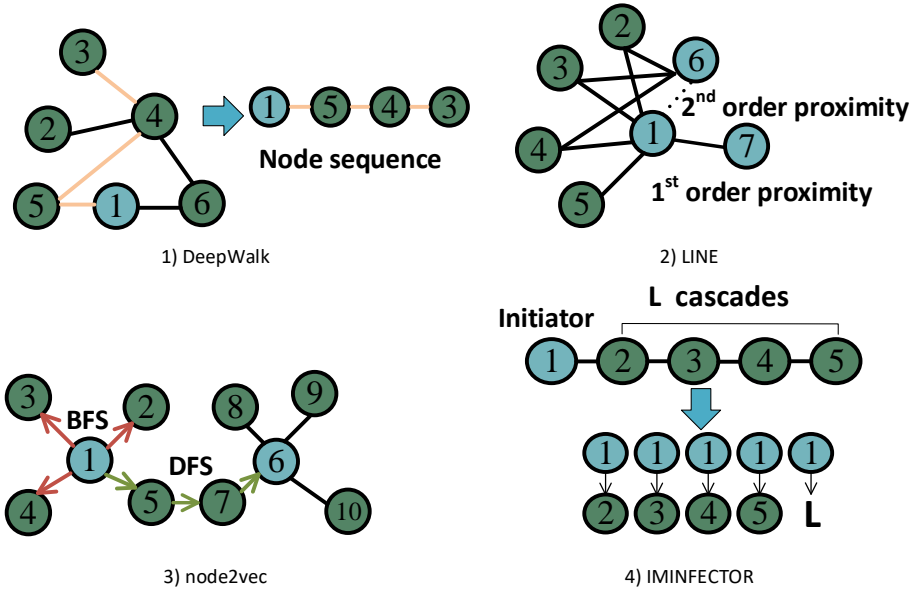 3
2
4
5
1
6
1 5 4 3
Node sequence
1) DeepWalk
2
6
3
2nd order proximity
1
4
7
5
1st order proximity
2) LINE
3
BFS
2
1
4
DFS
5
7
8
9
6
10
3) node2vec
L cascades
Initiator
1 2 3 4 5
1 1 1 1 1
2 3 4 5 L
4) IMINFECTOR